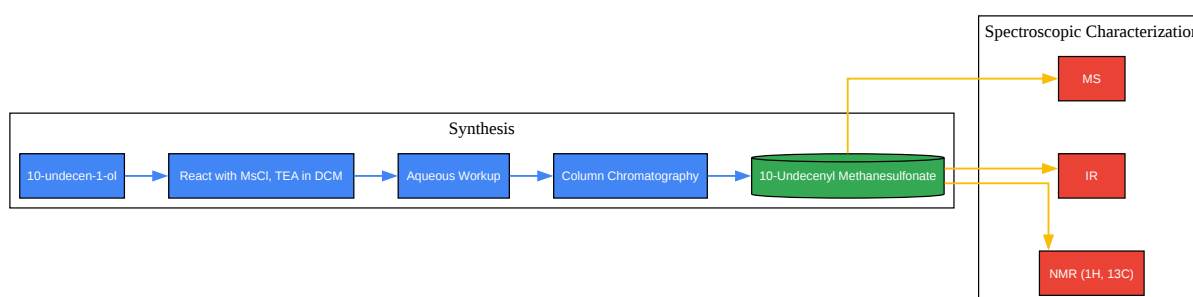 Spectroscopic Characterization
MS
Synthesis
10-undecen-1-ol
React with MsCl, TEA in DCM
Aqueous Workup
Column Chromatography
10-Undecenyl Methanesulfonate
IR
NMR (1H, 13C)